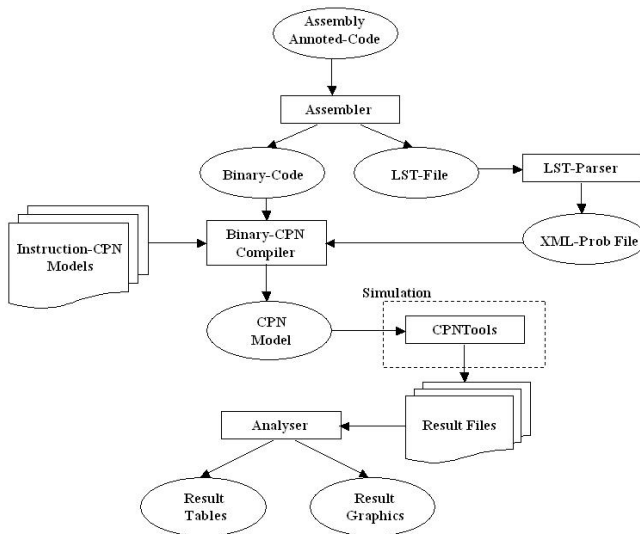 Assembly
Annoted-Code
Assembler
Binary-Code
LST-File
LST-Parser
Instruction-CPN
Models
Binary-CPN
Compiler
XML-Prob File
Simulation
CPN
Model
CPNTools
Analyser
Result Files
Result
Tables
Result
Graphics